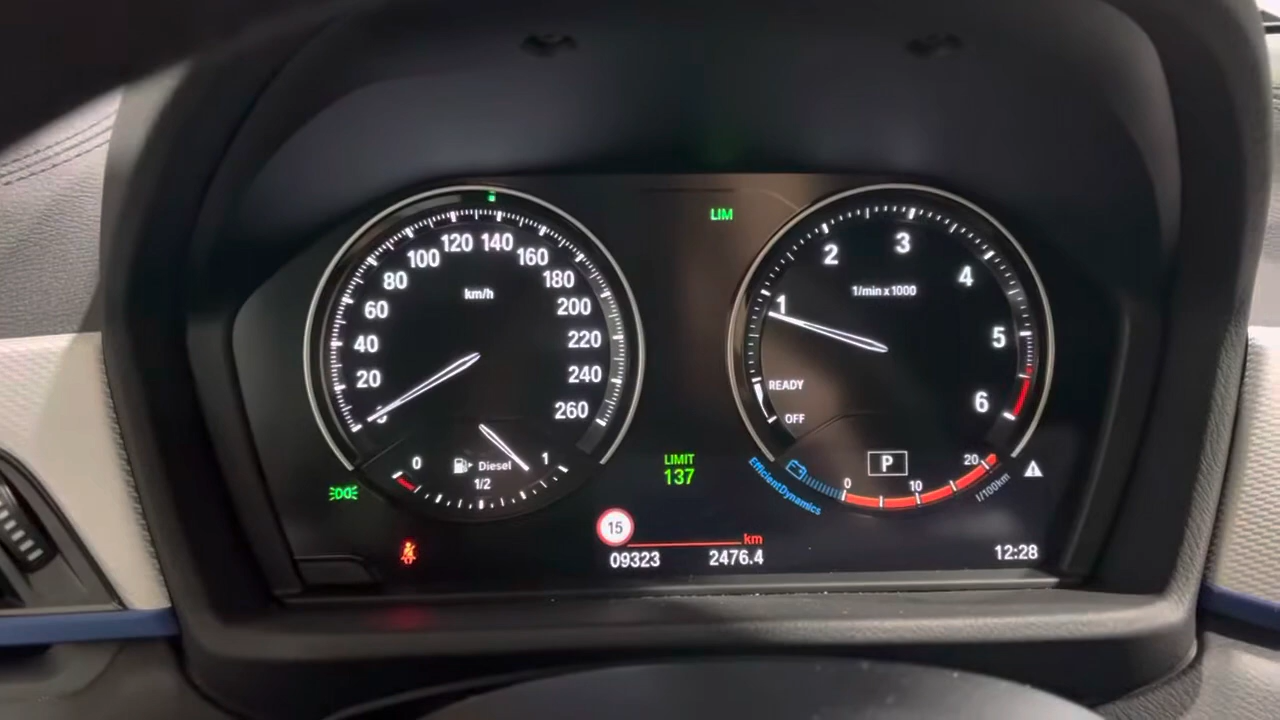 LIM
120 140
100 160
80 180
60 200
40 220
20 240
0 260
km/h
0 1
Diesel
1/2
1 2 3 4 5 6
1/min x 1000
READY
OFF
P
0 10 20
l/100km
EfficientDynamics
LIMIT
137
15
km
09323 2476.4
12:28